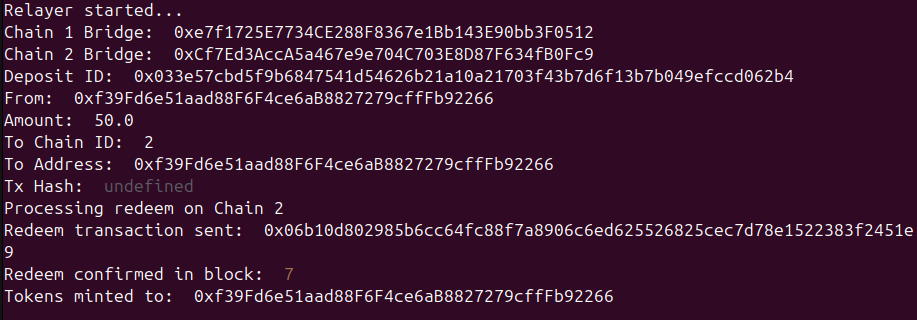 Relayer started...
Chain 1 Bridge:  0xe7f1725E7734CE288F8367e1Bb143E90bb3F0512
Chain 2 Bridge:  0xCf7Ed3AccA5a467e9e704C703E8D87F634fB0Fc9
Deposit ID:  0x033e57cbd5f9b6847541d54626b21a10a21703f43b7d6f13b7b049efccd062b4
From:  0xf39Fd6e51aad88F6F4ce6aB8827279cffFb92266
Amount:  50.0
To Chain ID:  2
To Address:  0xf39Fd6e51aad88F6F4ce6aB8827279cffFb92266
Tx Hash:  undefined
Processing redeem on Chain 2
Redeem transaction sent:  0x06b10d802985b6cc64fc88f7a8906c6ed625526825cec7d78e1522383f2451e
9
Redeem confirmed in block:  7
Tokens minted to:  0xf39Fd6e51aad88F6F4ce6aB8827279cffFb92266